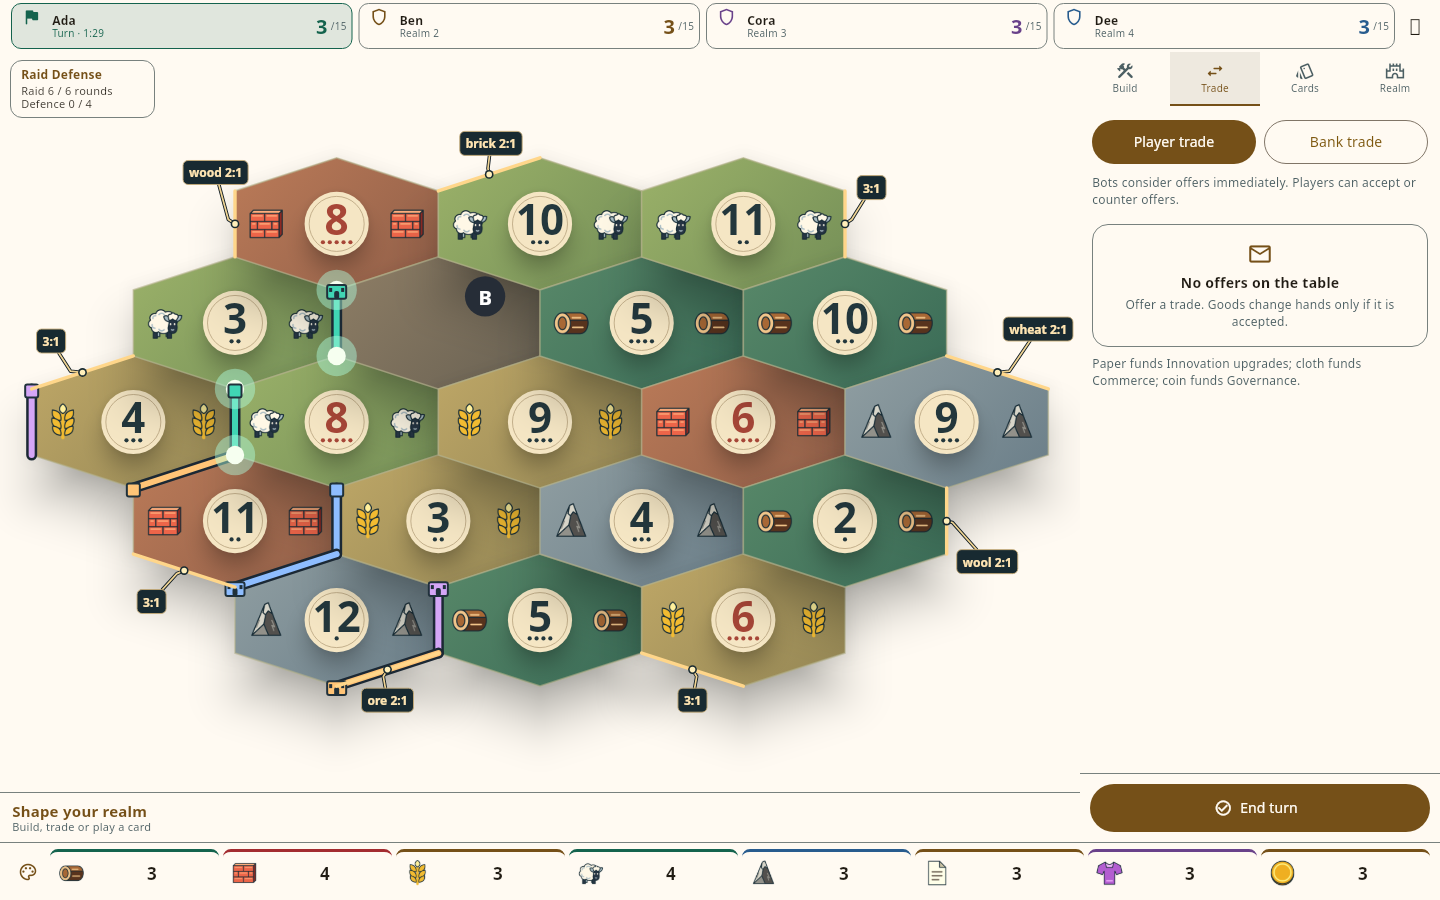 Ada
Turn · 1:29
3 /15
Ben
Realm 2
3 /15
Cora
Realm 3
3 /15
Dee
Realm 4
3 /15
Raid Defense
Raid 6 / 6 rounds
Defence 0 / 4
Build
Trade
Cards
Realm
Player trade
Bank trade
Bots consider offers immediately. Players can accept or
counter offers.
No offers on the table
Offer a trade. Goods change hands only if it is
accepted.
Paper funds Innovation upgrades; cloth funds
Commerce; coin funds Governance.
brick 2:1
wood 2:1
3:1
8
10
11
B
3
5
10
3:1
wheat 2:1
4
8
9
6
9
11
3
4
2
wool 2:1
3:1
12
5
6
ore 2:1
3:1
Shape your realm
Build, trade or play a card
End turn
3
4
3
4
3
3
3
3